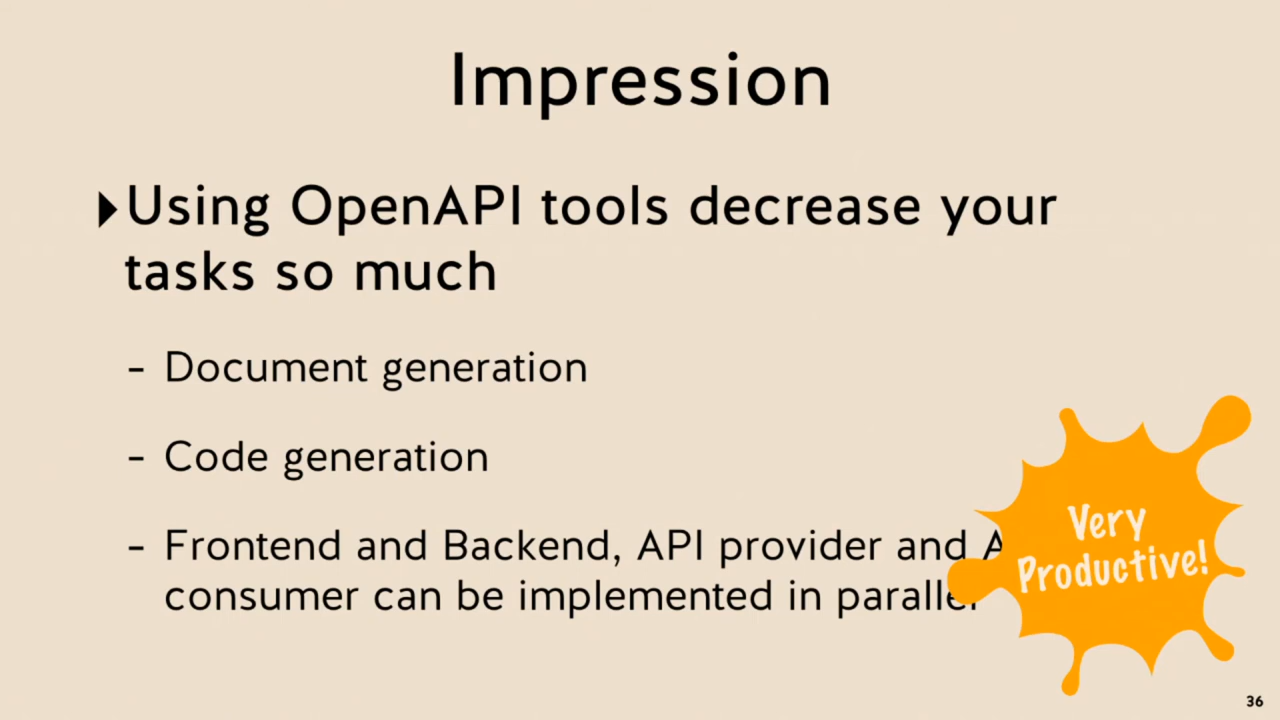 Impression
▶Using OpenAPI tools decrease your
tasks so much
- Document generation
- Code generation
- Frontend and Backend, API provider and
consumer can be implemented in parallel
Very
Productive!
36